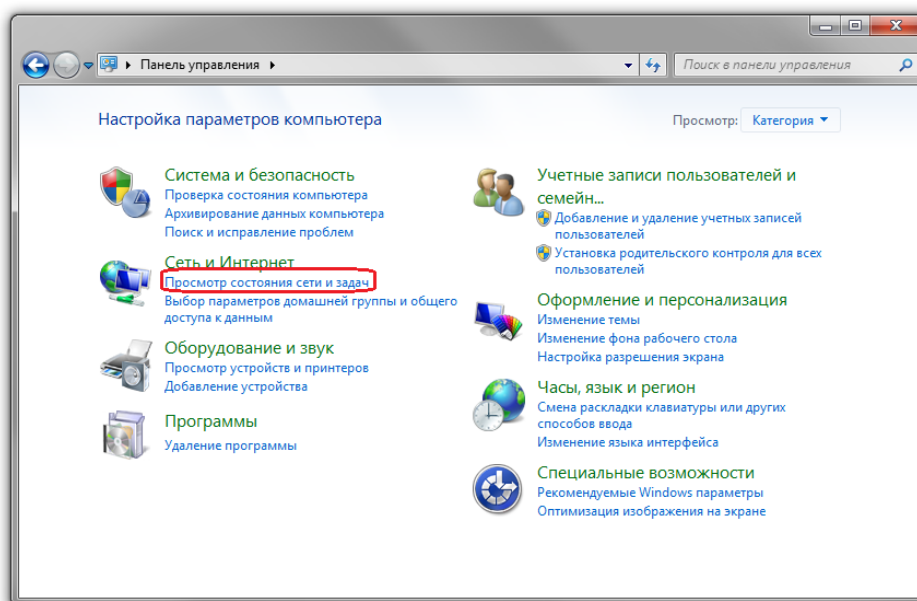 Панель управления
Поиск в панели управления
Настройка параметров компьютера
Просмотр: Категория
Система и безопасность
Проверка состояния компьютера
Архивирование данных компьютера
Поиск и исправление проблем
Сеть и Интернет
Просмотр состояния сети и задач
Выбор параметров домашней группы и общего
доступа к данным
Оборудование и звук
Просмотр устройств и принтеров
Добавление устройства
Программы
Удаление программы
Учетные записи пользователей и
семейн...
Добавление и удаление учетных записей
пользователей
Установка родительского контроля для всех
пользователей
Оформление и персонализация
Изменение темы
Изменение фона рабочего стола
Настройка разрешения экрана
Часы, язык и регион
Смена раскладки клавиатуры или других
способов ввода
Изменение языка интерфейса
Специальные возможности
Рекомендуемые Windows параметры
Оптимизация изображения на экране